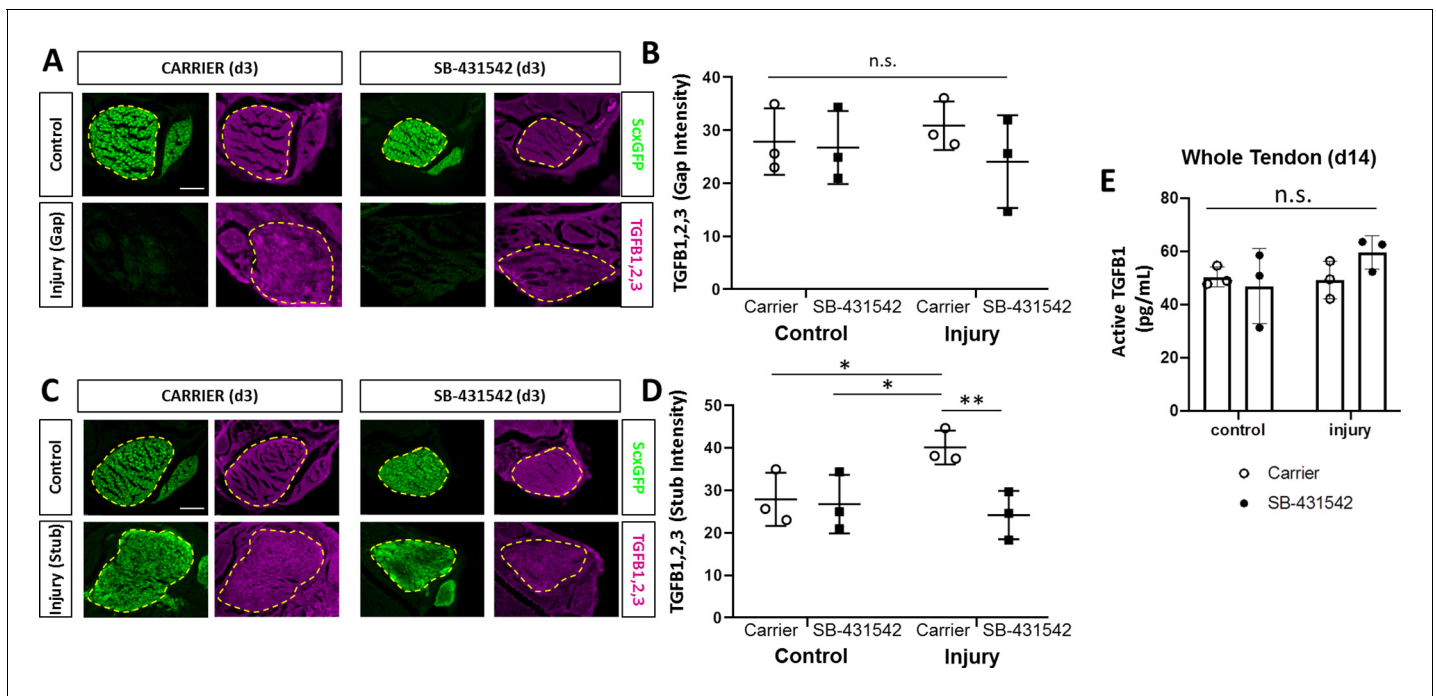 A
CARRIER (d3)
SB-431542 (d3)
Control
Injury (Gap)
ScxGFP
TGFB1,2,3
B
n.s.
TGFB1,2,3 (Gap Intensity)
40
30
20
10
0
Carrier SB-431542 Carrier SB-431542
Control Injury
C
CARRIER (d3)
SB-431542 (d3)
Control
Injury (Stub)
ScxGFP
TGFB1,2,3
D
*
*
**
TGFB1,2,3 (Stub Intensity)
50
40
30
20
10
0
Carrier SB-431542 Carrier SB-431542
Control Injury
E
Whole Tendon (d14)
n.s.
Active TGFB1
(pg/mL)
80
60
40
20
0
control injury
Carrier
SB-431542